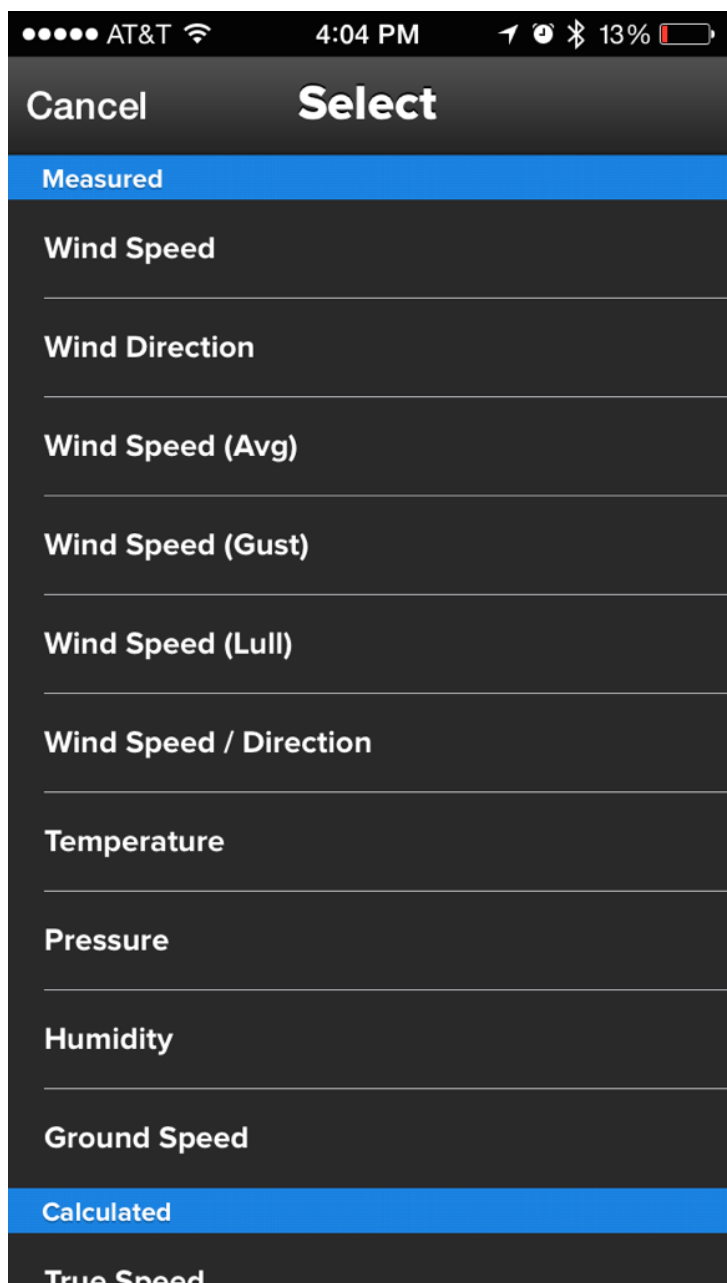 AT&T 4:04 PM 13%
Cancel Select
Measured
Wind Speed
Wind Direction
Wind Speed (Avg)
Wind Speed (Gust)
Wind Speed (Lull)
Wind Speed / Direction
Temperature
Pressure
Humidity
Ground Speed
Calculated
True Speed